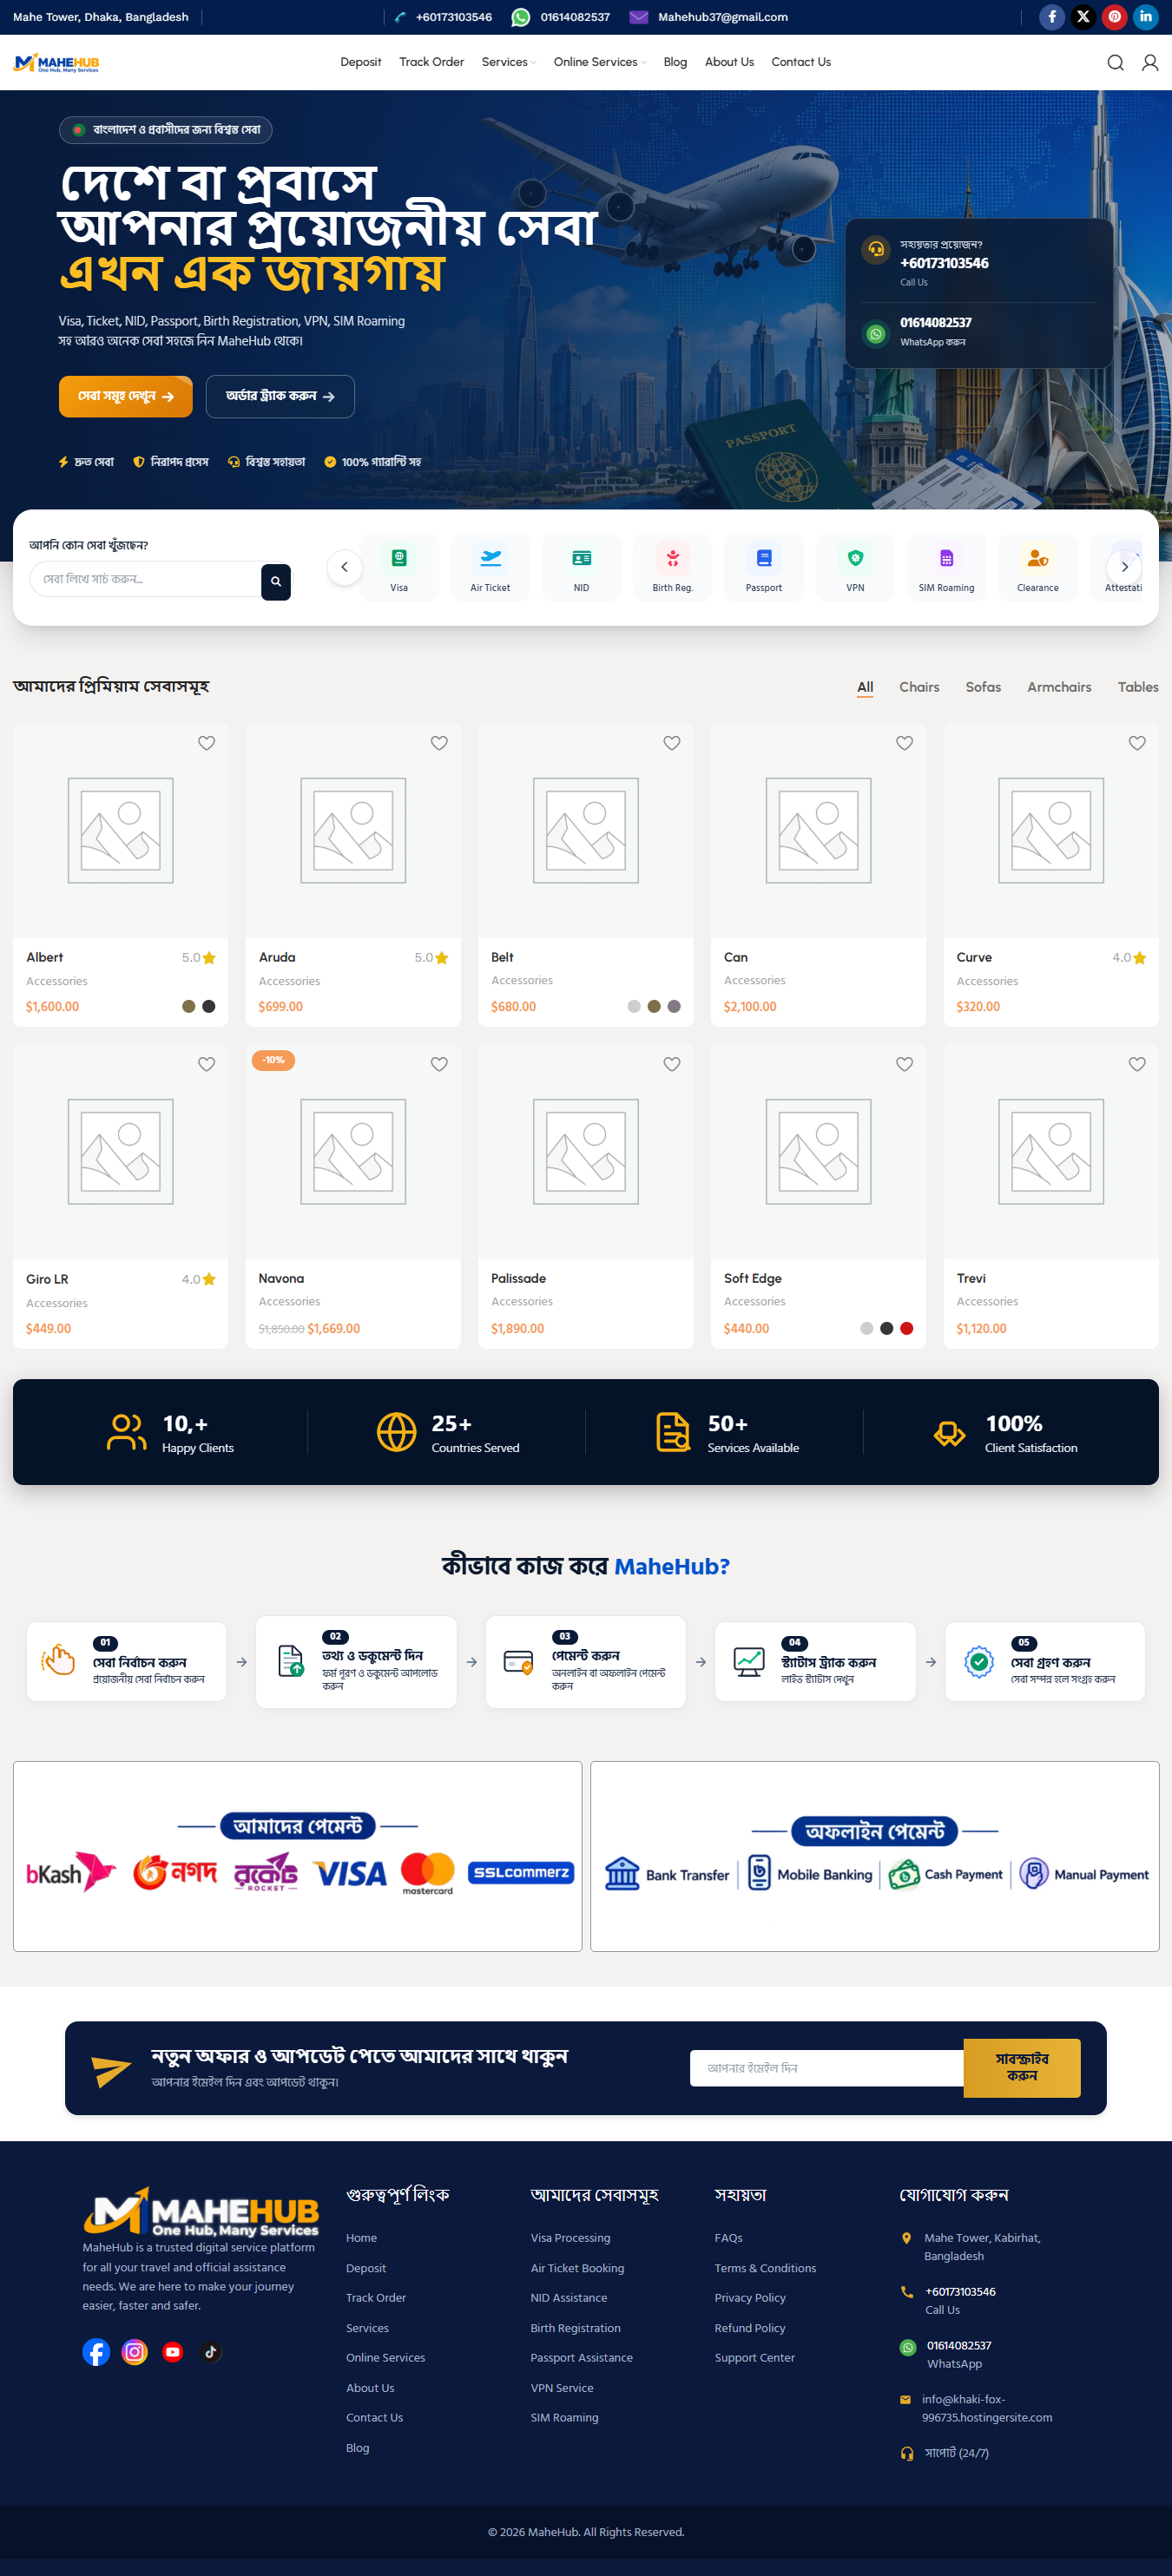 Mahe Tower, Dhaka, Bangladesh
+60173103546
01614082537
Mahehub37@gmail.com
MAHEHUB
One Hub, Many Services
Deposit
Track Order
Services
Online Services
Blog
About Us
Contact Us
বাংলাদেশ ও প্রবাসীদের জন্য বিশ্বস্ত সেবা
দেশে বা প্রবাসে
আপনার প্রয়োজনীয় সেবা
এখন এক জায়গায়
Visa, Ticket, NID, Passport, Birth Registration, VPN, SIM Roaming
সহ আরও অনেক সেবা সহজে নিন MaheHub থেকে।
সেবা সমূহ দেখুন
অর্ডার ট্র্যাক করুন
দ্রুত সেবা
নিরাপদ প্রসেস
বিশ্বস্ত সহায়তা
100% গ্যারান্টি সহ
সহায়তার প্রয়োজন?
+60173103546
Call Us
01614082537
WhatsApp করুন
PASSPORT
আপনি কোন সেবা খুঁজছেন?
সেবা লিখে সার্চ করুন...
Visa
Air Ticket
NID
Birth Reg.
Passport
VPN
SIM Roaming
Clearance
Attestati
আমাদের প্রিমিয়াম সেবাসমূহ
All
Chairs
Sofas
Armchairs
Tables
Albert
5.0
Accessories
$1,600.00
Aruda
5.0
Accessories
$699.00
Belt
Accessories
$680.00
Can
Accessories
$2,100.00
Curve
4.0
Accessories
$320.00
Giro LR
4.0
Accessories
$449.00
-10%
Navona
Accessories
$1,850.00 $1,669.00
Palissade
Accessories
$1,890.00
Soft Edge
Accessories
$440.00
Trevi
Accessories
$1,120.00
10,+
Happy Clients
25+
Countries Served
50+
Services Available
100%
Client Satisfaction
কীভাবে কাজ করে MaheHub?
01
সেবা নির্বাচন করুন
প্রয়োজনীয় সেবা নির্বাচন করুন
02
তথ্য ও ডকুমেন্ট দিন
ফর্ম পূরণ ও ডকুমেন্ট আপলোড
করুন
03
পেমেন্ট করুন
অনলাইন বা অফলাইন পেমেন্ট
করুন
04
স্ট্যাটাস ট্র্যাক করুন
লাইভ স্ট্যাটাস দেখুন
05
সেবা গ্রহণ করুন
সেবা সম্পন্ন হলে সংগ্রহ করুন
আমাদের পেমেন্ট
bKash
নগদ
রকেট
ROCKET
VISA
mastercard
SSLcommerz
অফলাইন পেমেন্ট
Bank Transfer
Mobile Banking
Cash Payment
Manual Payment
নতুন অফার ও আপডেট পেতে আমাদের সাথে থাকুন
আপনার ইমেইল দিন এবং আপডেট থাকুন।
আপনার ইমেইল দিন
সাবস্ক্রাইব
করুন
MAHEHUB
One Hub, Many Services
MaheHub is a trusted digital service platform
for all your travel and official assistance
needs. We are here to make your journey
easier, faster and safer.
গুরুত্বপূর্ণ লিংক
Home
Deposit
Track Order
Services
Online Services
About Us
Contact Us
Blog
আমাদের সেবাসমূহ
Visa Processing
Air Ticket Booking
NID Assistance
Birth Registration
Passport Assistance
VPN Service
SIM Roaming
সহায়তা
FAQs
Terms & Conditions
Privacy Policy
Refund Policy
Support Center
যোগাযোগ করুন
Mahe Tower, Kabirhat,
Bangladesh
+60173103546
Call Us
01614082537
WhatsApp
info@khaki-fox-
996735.hostingersite.com
সাপোর্ট (24/7)
© 2026 MaheHub. All Rights Reserved.